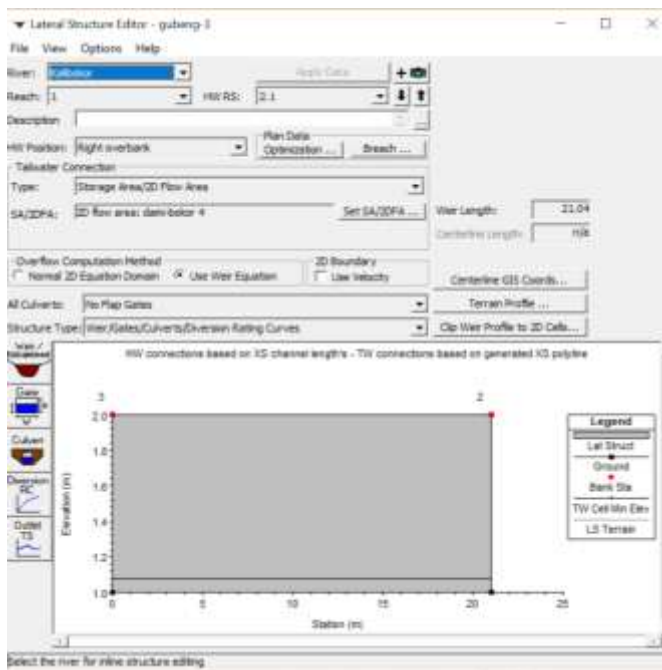 Lateral Structure Editor - gubeng-3
File View Options Help
River: Kalibokor Apply Data
Reach: 1 HW RS: 2.1
Description
HW Position: Right overbank Plan Data
Optimization ... Breach ...
Tailwater Connection
Type: Storage Area/2D Flow Area
SA/2DFA: 2D flow area: dami-bokor 4 Set SA/2DFA ... Weir Length: 21.04
Centerline Length: n/a
Overflow Computation Method 2D Boundary
Normal 2D Equation Domain Use Weir Equation Use Velocity Centerline GIS Coords...
All Culverts: No Flap Gates Terrain Profile ...
Structure Type: Weir/Gates/Culverts/Diversion Rating Curves Clip Weir Profile to 2D Cells...
Weir /
HW connections based on XS channel length/s - TW connections based on generated XS polyline
Gate
Culvert
Diversion
RC
Outlet
TS
3 2
2.0
1.8
1.6
1.4
1.2
1.0
0 5 10 15 20 25
Elevation (m)
Station (m)
Legend
Lat Struct
Ground
Bank Sta
TW Cell Min Elev
LS Terrain
Select the river for inline structure editing